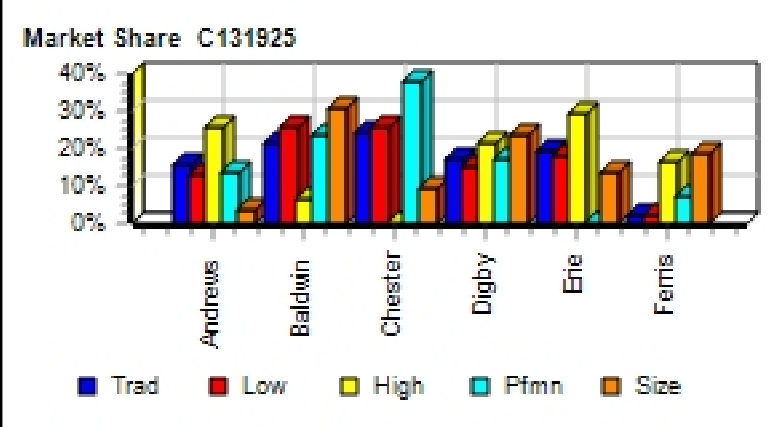 Market Share C131925
40%
30%
20%
10%
0%
Andrews
Baldwin
Chester
Digby
Erie
Ferris
Trad Low High Pfmn Size